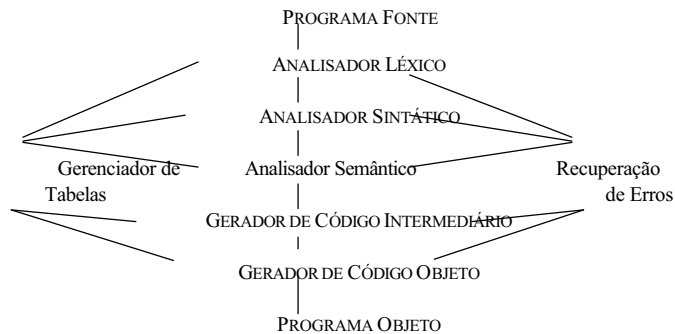 PROGRAMA FONTE
ANALISADOR LÉXICO
ANALISADOR SINTÁTICO
Gerenciador de Analisador Semântico Recuperação
Tabelas de Erros
GERADOR DE CÓDIGO INTERMEDIÁRIO
GERADOR DE CÓDIGO OBJETO
PROGRAMA OBJETO